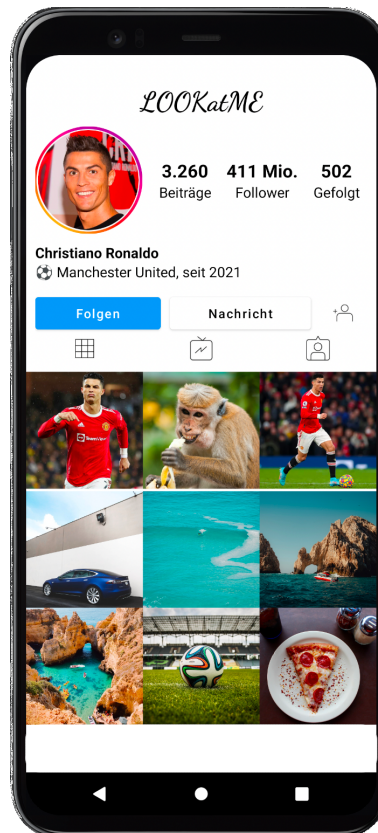 LOOKatME
3.260 411 Mio. 502
Beiträge Follower Gefolgt
Christiano Ronaldo
⚽ Manchester United, seit 2021
Folgen Nachricht